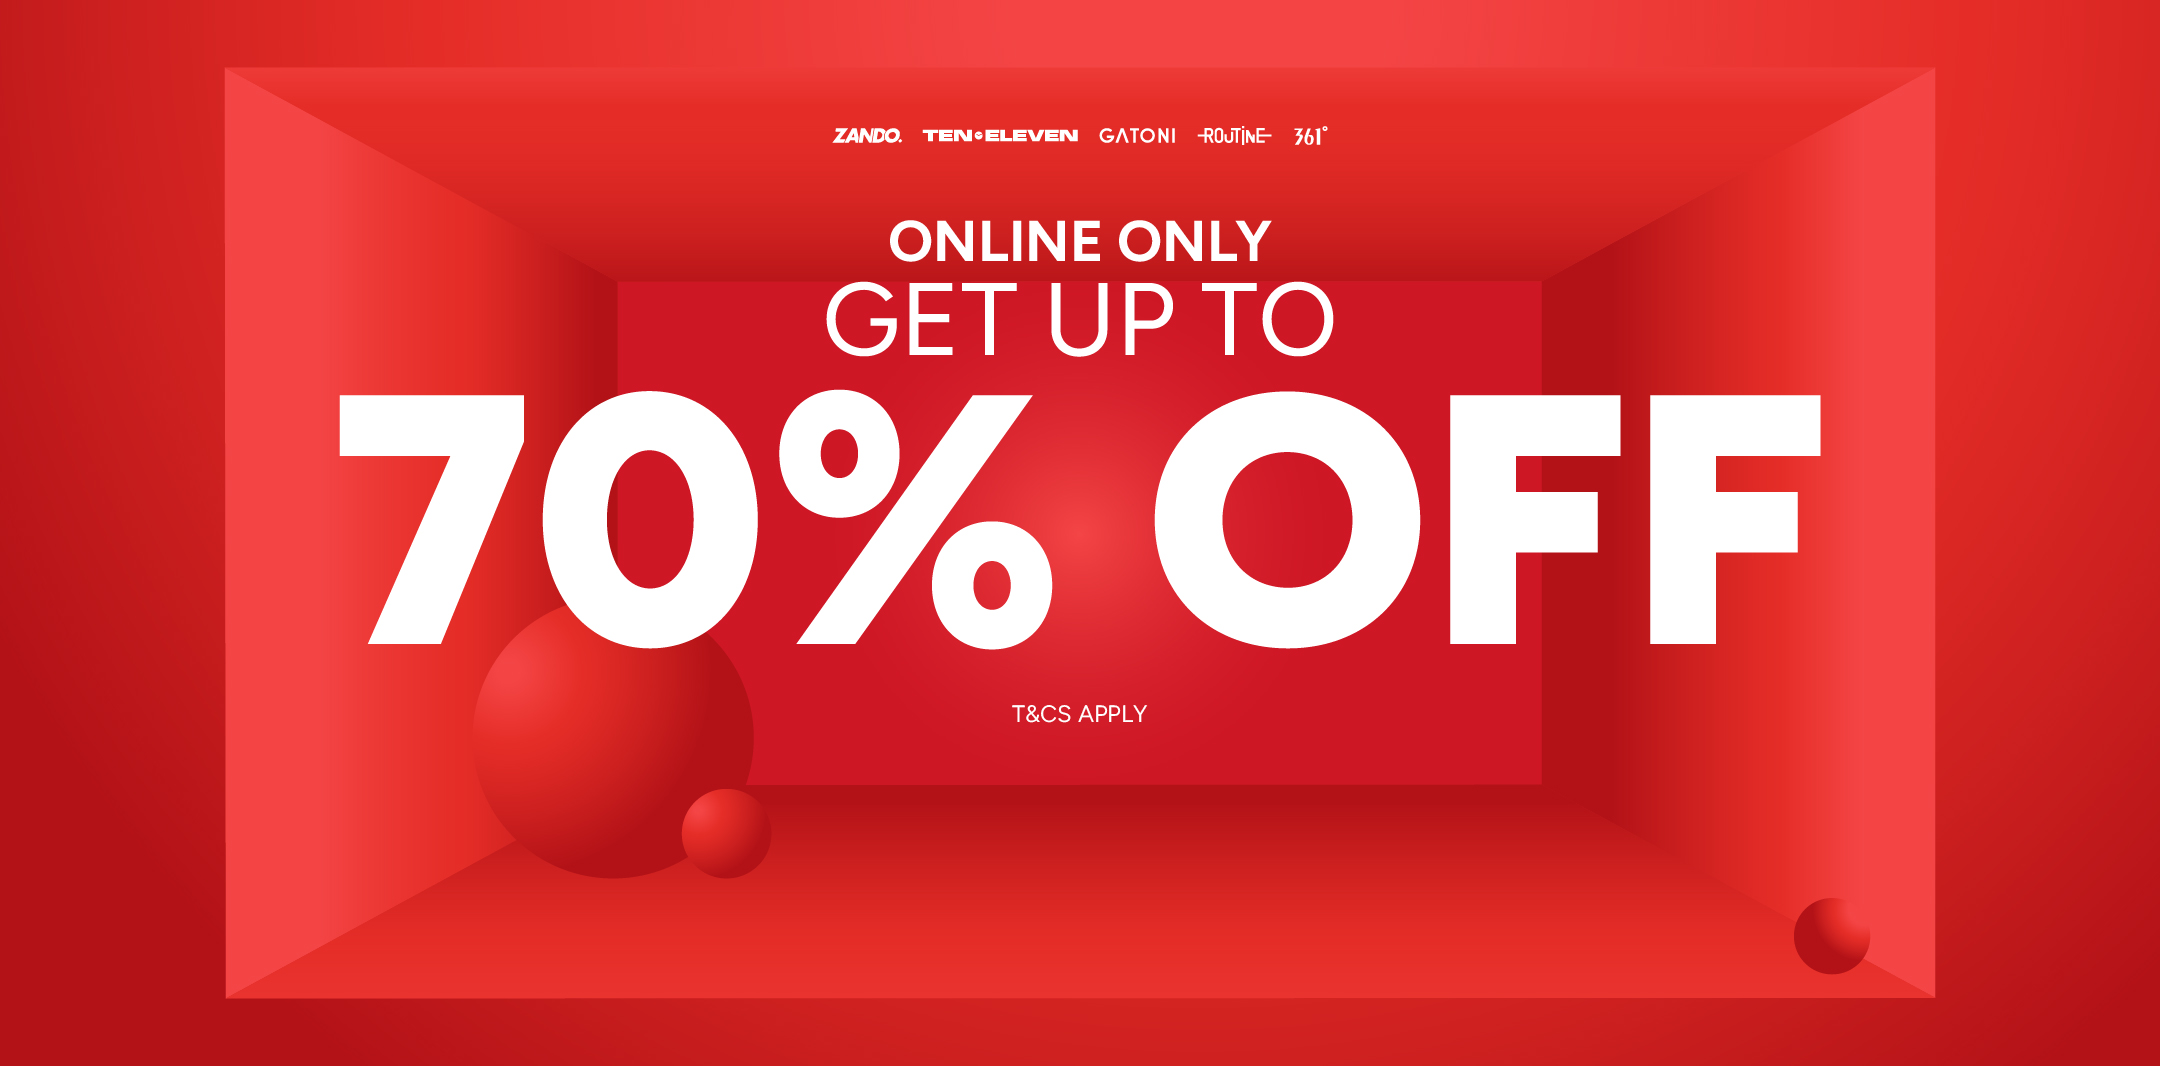 ZANDO. TEN•ELEVEN GATONI ROUTINE 361°
ONLINE ONLY
GET UP TO
70% OFF
T&CS APPLY